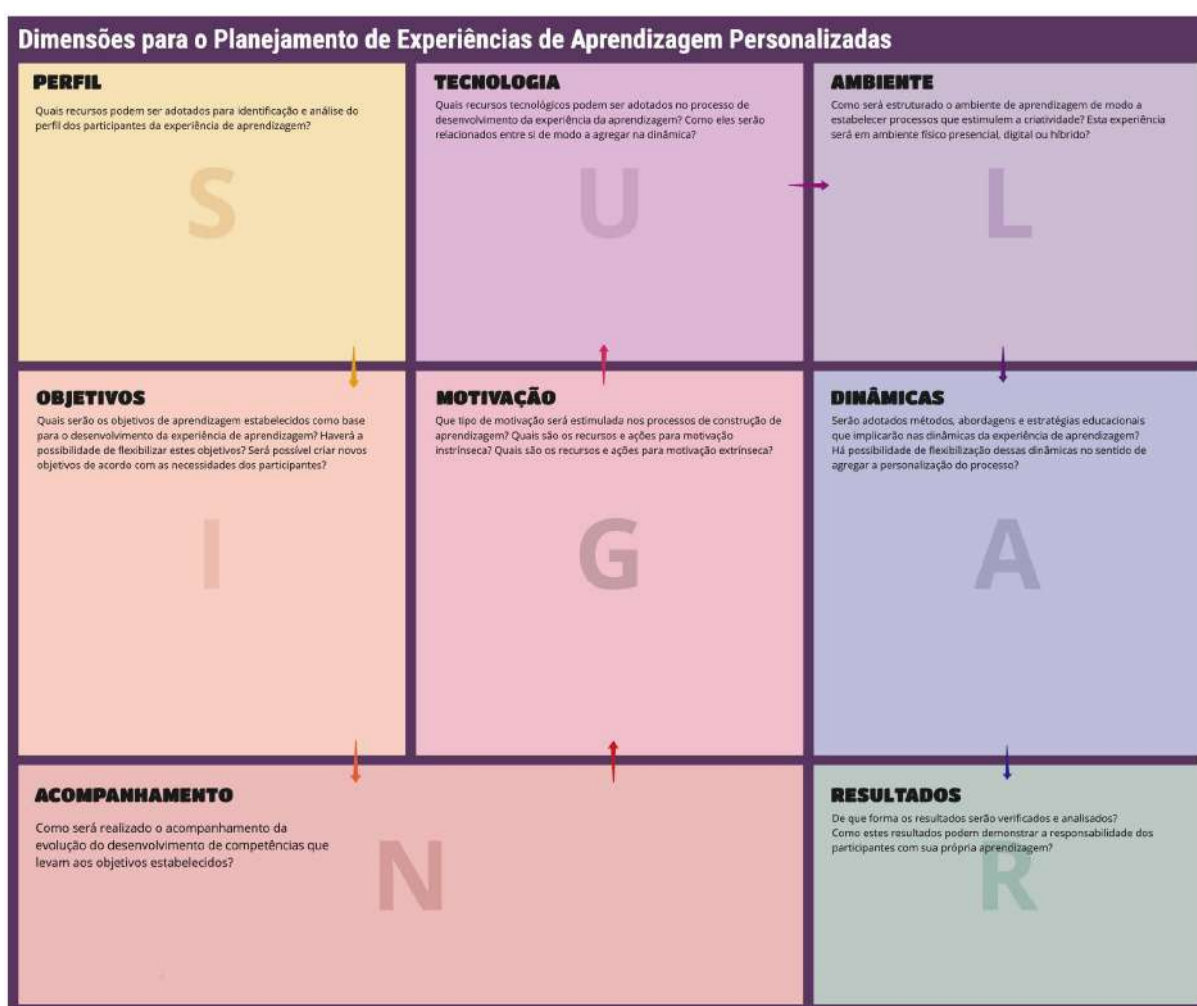 Dimensões para o Planejamento de Experiências de Aprendizagem Personalizadas
PERFIL
Quais recursos podem ser adotados para identificação e análise do
perfil dos participantes da experiência de aprendizagem?
S
TECNOLOGIA
Quais recursos tecnológicos podem ser adotados no processo de
desenvolvimento da experiência da aprendizagem? Como eles serão
relacionados entre si de modo a agregar na dinâmica?
U
AMBIENTE
Como será estruturado o ambiente de aprendizagem de modo a
estabelecer processos que estimulem a criatividade? Esta experiência
será em ambiente físico presencial, digital ou híbrido?
L
OBJETIVOS
Quais serão os objetivos de aprendizagem estabelecidos como base
para o desenvolvimento da experiência de aprendizagem? Haverá a
possibilidade de flexibilizar estes objetivos? Será possível criar novos
objetivos de acordo com as necessidades dos participantes?
I
MOTIVAÇÃO
Que tipo de motivação será estimulada nos processos de construção de
aprendizagem? Quais são os recursos e ações para motivação
instrínseca? Quais são os recursos e ações para motivação extrínseca?
G
DINÂMICAS
Serão adotados métodos, abordagens e estratégias educacionais
que implicarão nas dinâmicas da experiência de aprendizagem?
Há possibilidade de flexibilização dessas dinâmicas no sentido de
agregar a personalização do processo?
A
ACOMPANHAMENTO
Como será realizado o acompanhamento da
evolução do desenvolvimento de competências que
levam aos objetivos estabelecidos?
N
RESULTADOS
De que forma os resultados serão verificados e analisados?
Como estes resultados podem demonstrar a responsabilidade dos
participantes com sua própria aprendizagem?
R